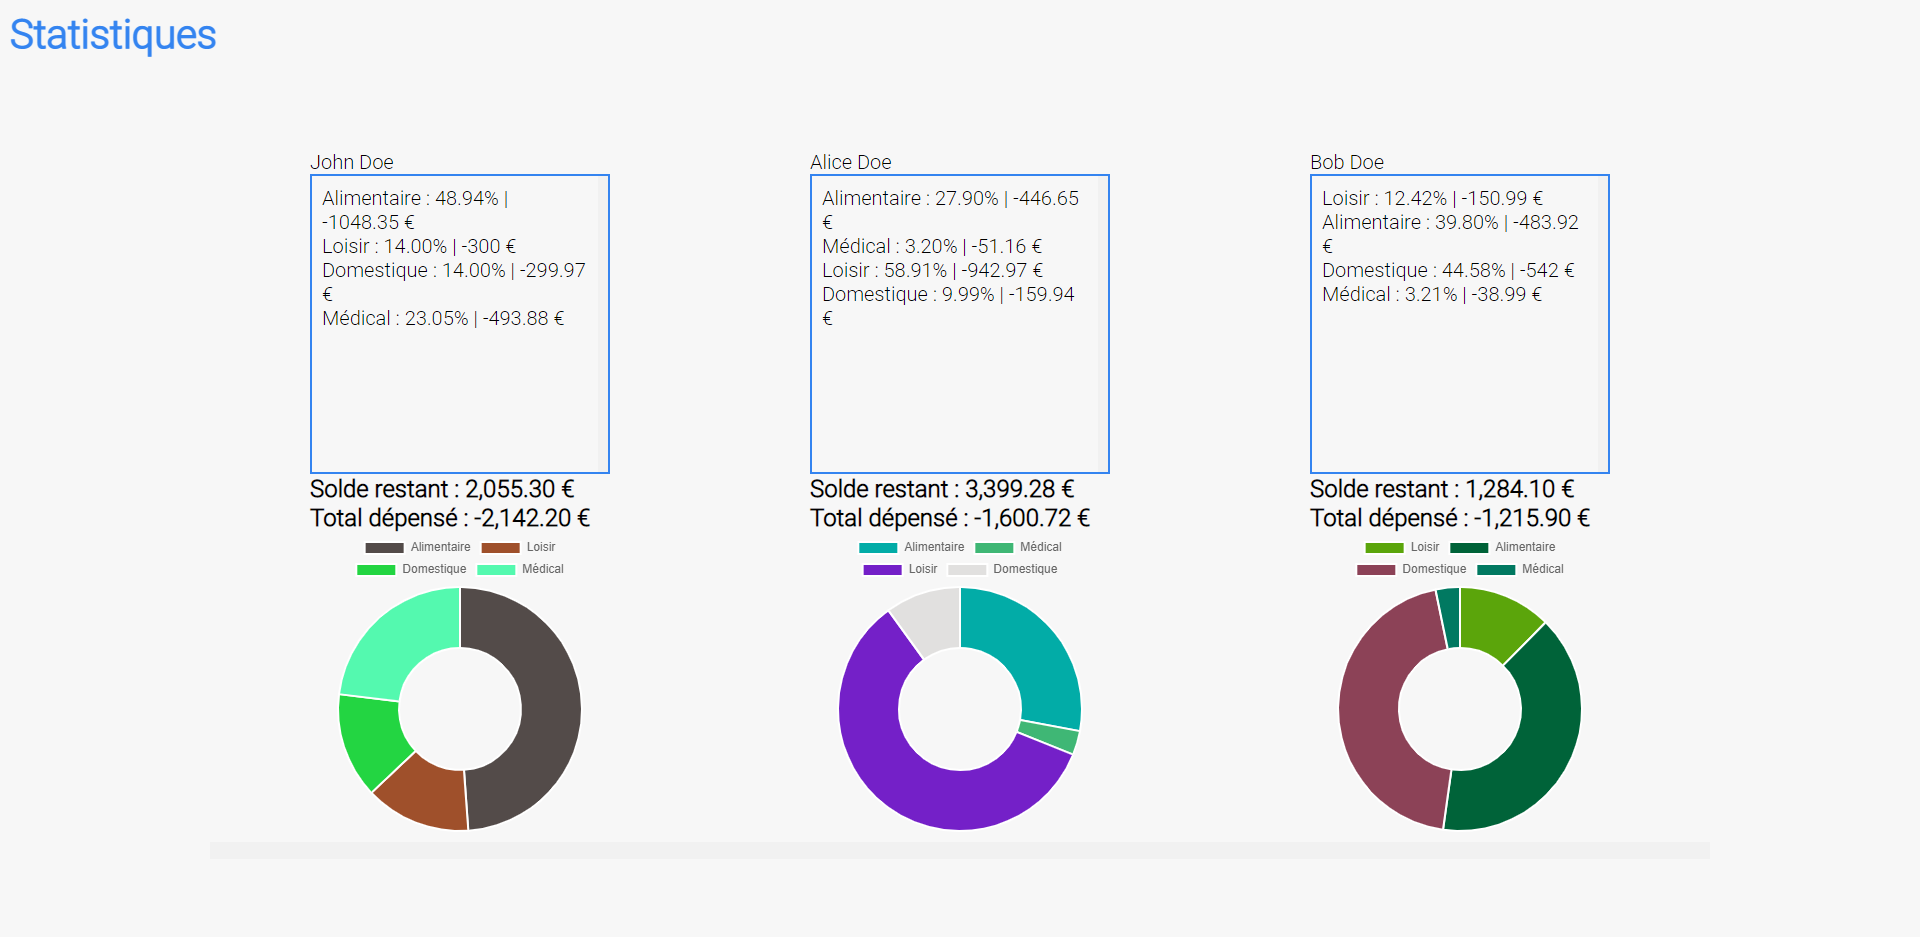 Statistiques
John Doe
Alimentaire : 48.94% |
-1048.35 €
Loisir : 14.00% | -300 €
Domestique : 14.00% | -299.97
€
Médical : 23.05% | -493.88 €
Solde restant : 2,055.30 €
Total dépensé : -2,142.20 €
Alimentaire Loisir
Domestique Médical
Alice Doe
Alimentaire : 27.90% | -446.65
€
Médical : 3.20% | -51.16 €
Loisir : 58.91% | -942.97 €
Domestique : 9.99% | -159.94
€
Solde restant : 3,399.28 €
Total dépensé : -1,600.72 €
Alimentaire Médical
Loisir Domestique
Bob Doe
Loisir : 12.42% | -150.99 €
Alimentaire : 39.80% | -483.92
€
Domestique : 44.58% | -542 €
Médical : 3.21% | -38.99 €
Solde restant : 1,284.10 €
Total dépensé : -1,215.90 €
Loisir Alimentaire
Domestique Médical